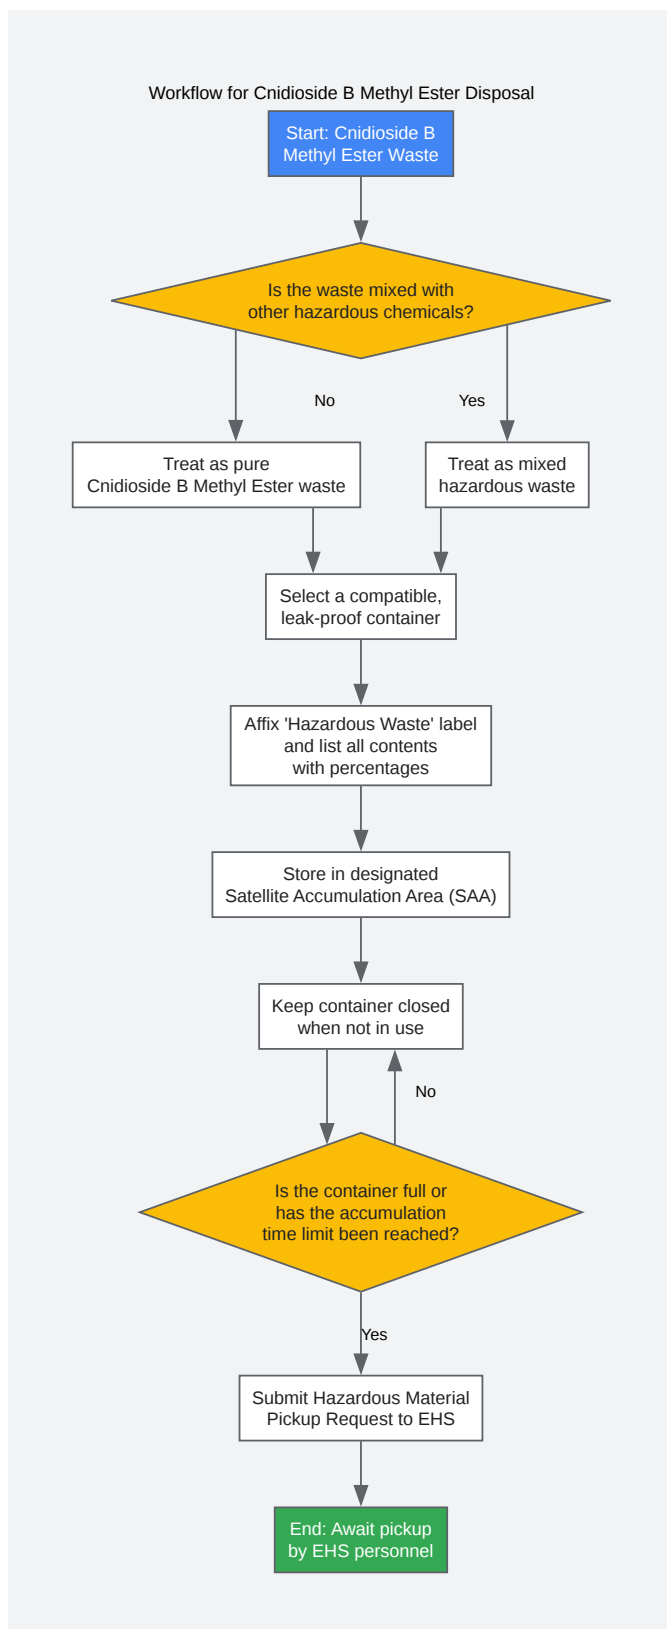 Workflow for Cnidioside B Methyl Ester Disposal
Start: Cnidioside B
Methyl Ester Waste
Is the waste mixed with
other hazardous chemicals?
No
Yes
Treat as pure
Cnidioside B Methyl Ester waste
Treat as mixed
hazardous waste
Select a compatible,
leak-proof container
Affix 'Hazardous Waste' label
and list all contents
with percentages
Store in designated
Satellite Accumulation Area (SAA)
Keep container closed
when not in use
No
Is the container full or
has the accumulation
time limit been reached?
Yes
Submit Hazardous Material
Pickup Request to EHS
End: Await pickup
by EHS personnel